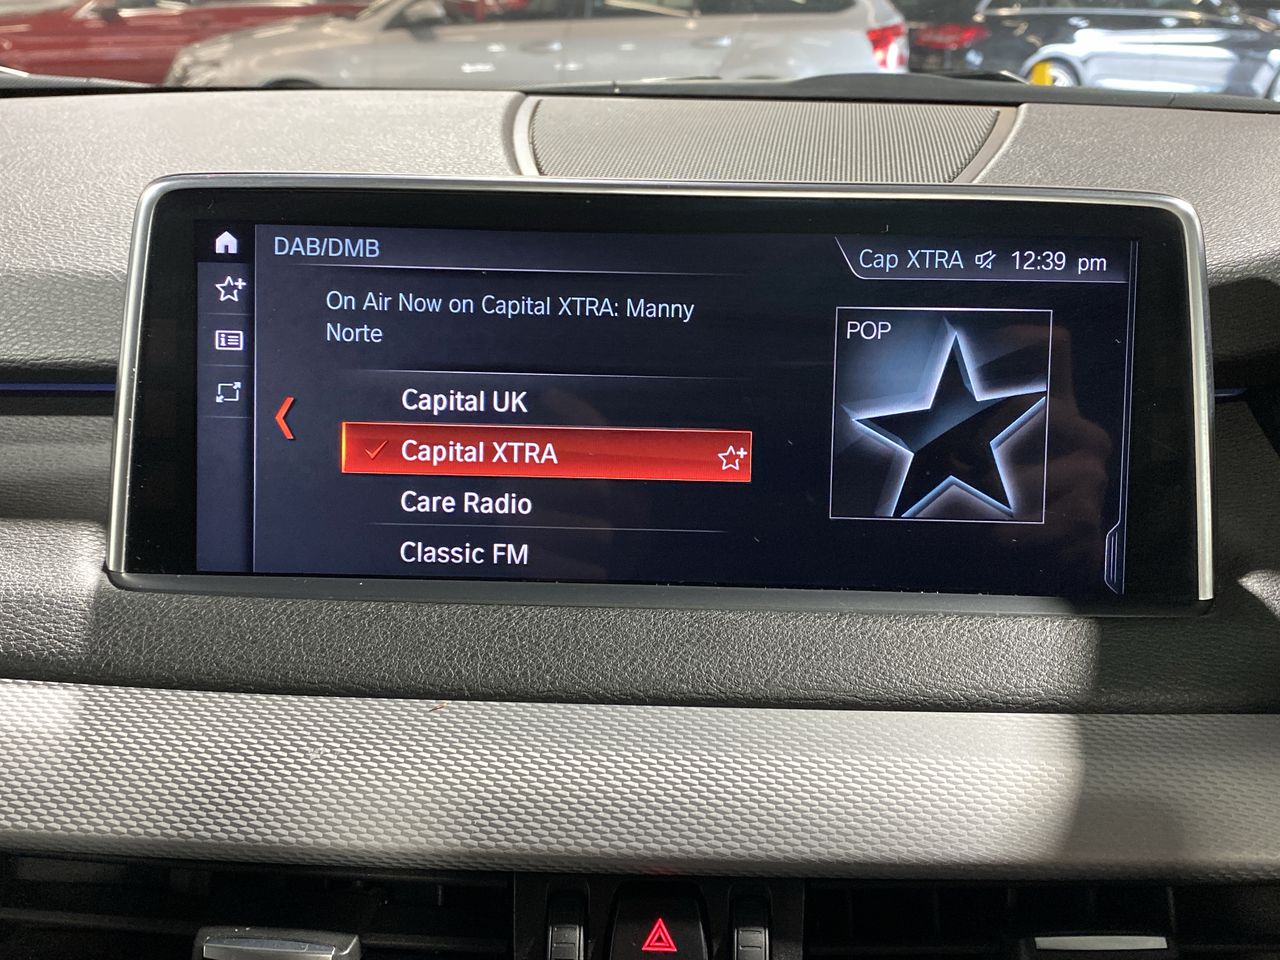 DAB/DMB
Cap XTRA 12:39 pm
On Air Now on Capital XTRA: Manny
Norte
POP
Capital UK
Capital XTRA
Care Radio
Classic FM